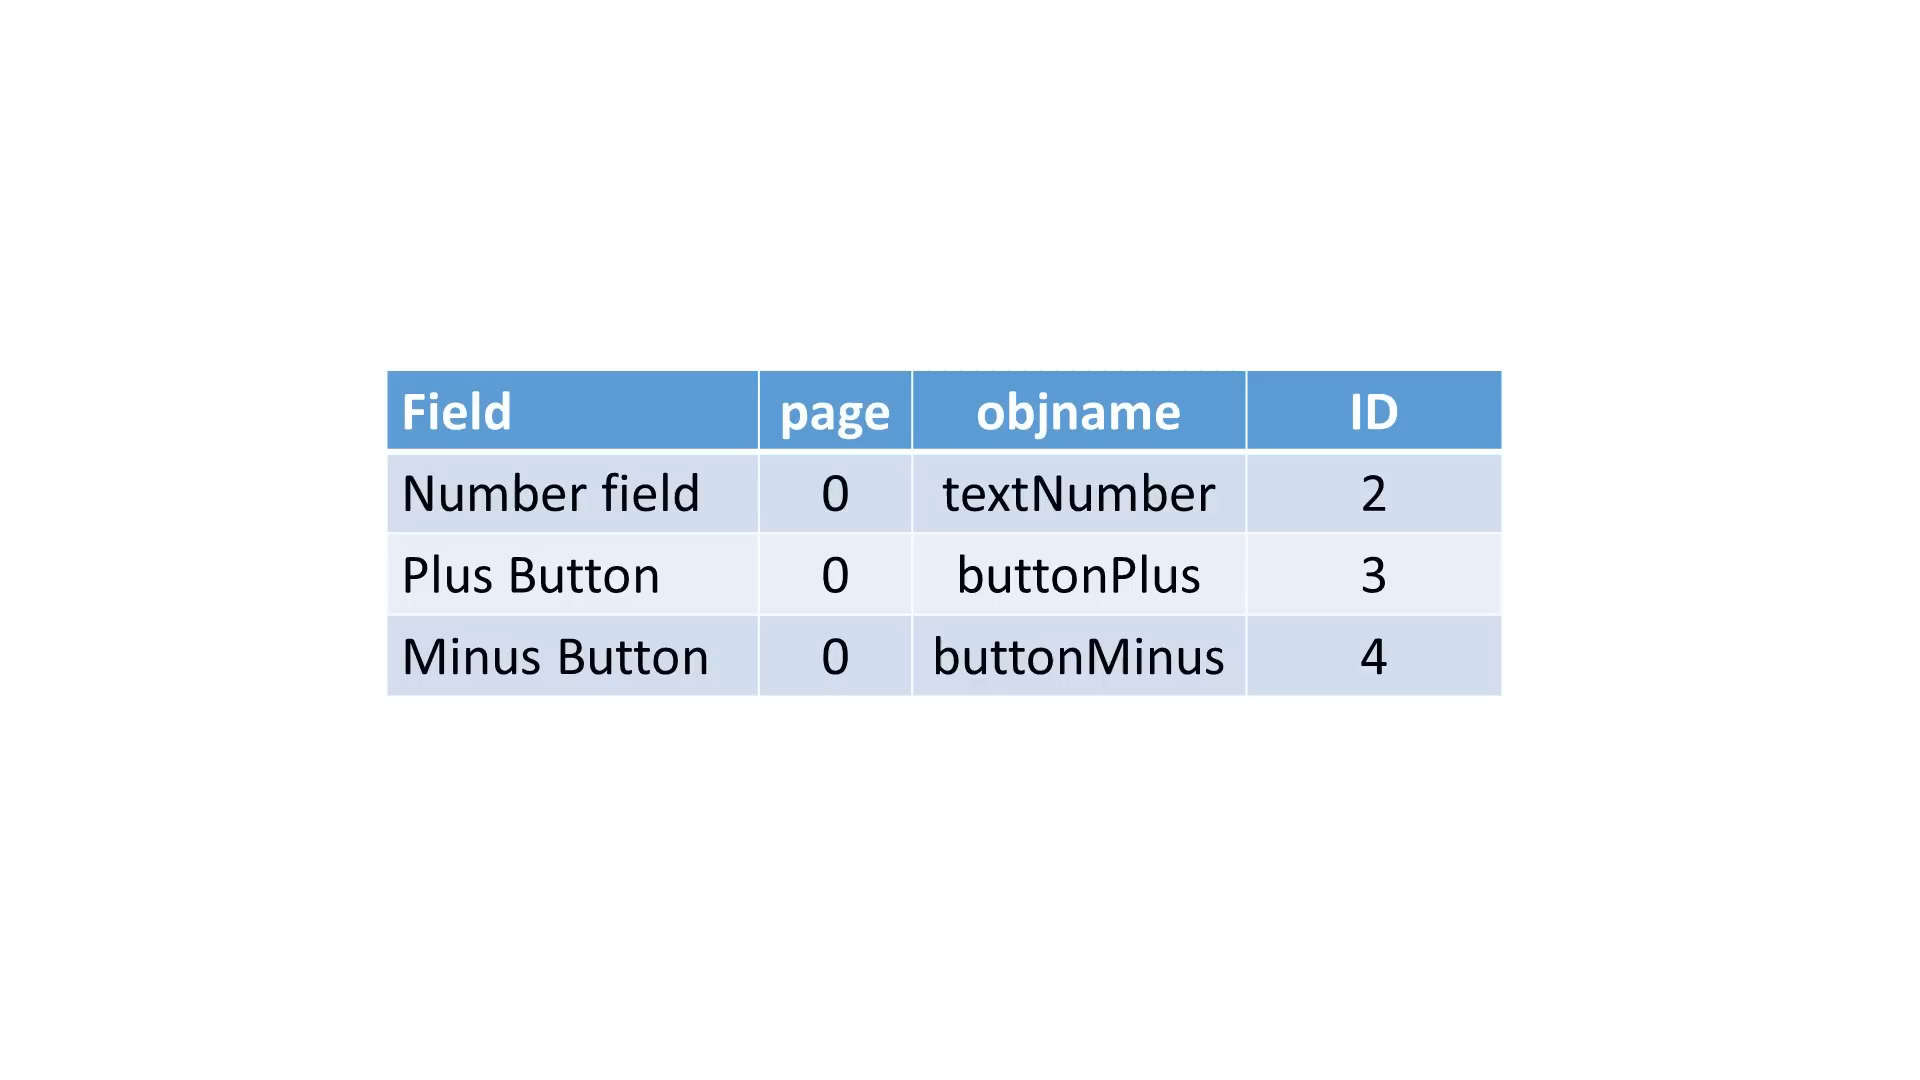 Field page objname ID
Number field 0 textNumber 2
Plus Button 0 buttonPlus 3
Minus Button 0 buttonMinus 4